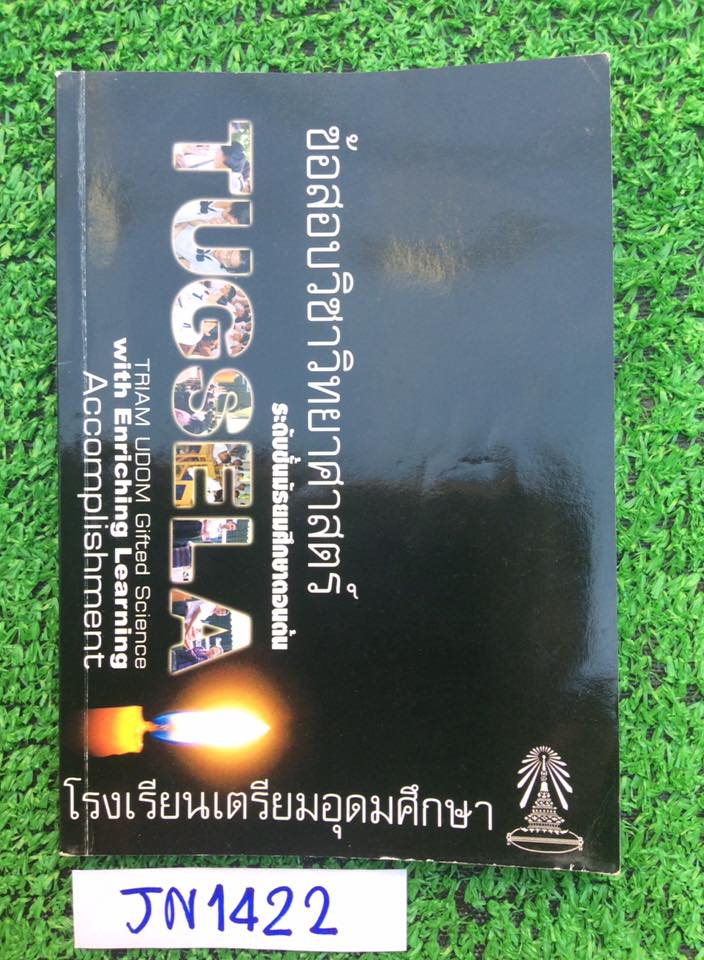 ข้อสอบวิชาวิทยาศาสตร์
ระดับชั้นมัธยมศึกษาตอนต้น
TUGSELA
TRIAM UDOM Gifted Science
with Enriching Learning
Accomplishment
โรงเรียนเตรียมอุดมศึกษา
JN1422